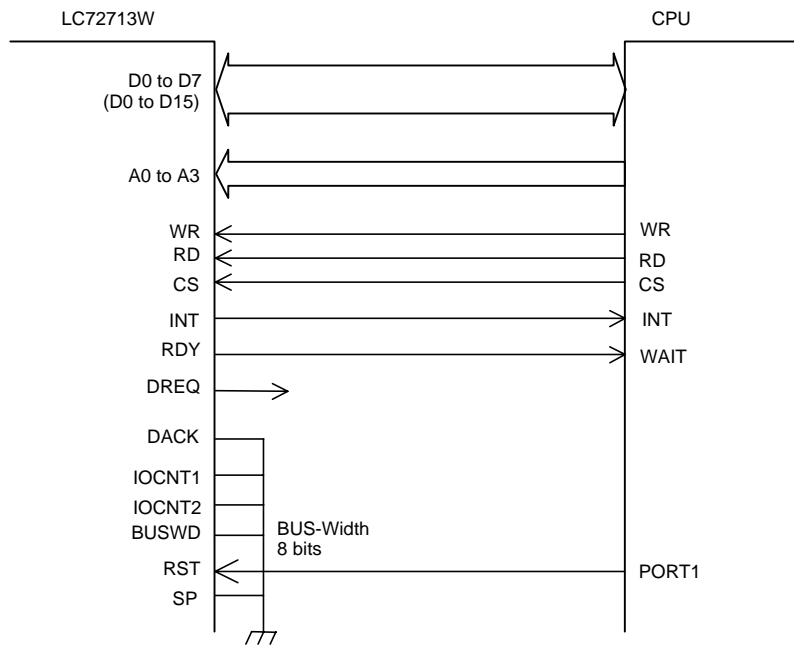 LC72713W
CPU
D0 to D7
(D0 to D15)
A0 to A3
WR
WR
RD
RD
CS
CS
INT
INT
RDY
WAIT
DREQ
DACK
IOCNT1
IOCNT2
BUSWD
BUS-Width
8 bits
RST
PORT1
SP